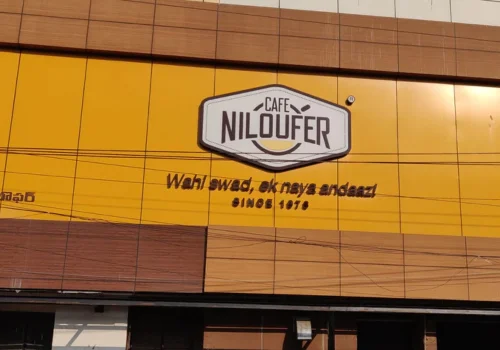 CAFE
NILOUFER
Wahi swad, ek naya andaaz!
SINCE 1978